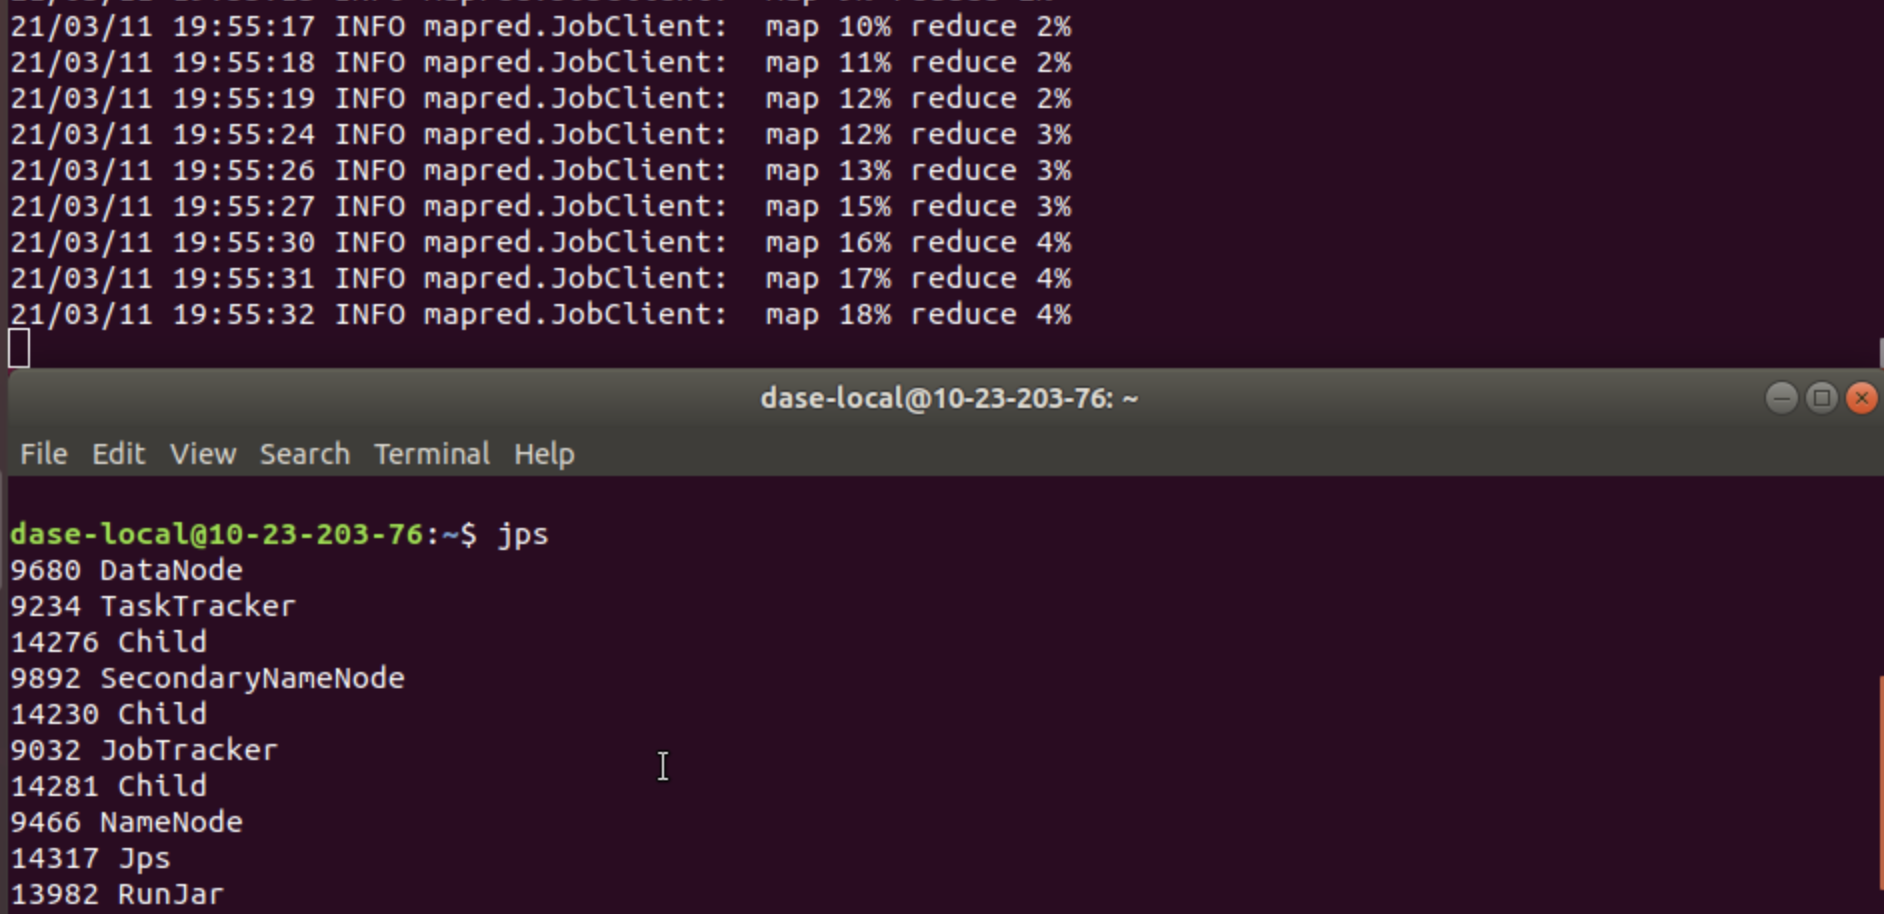 21/03/11 19:55:17 INFO mapred.JobClient:  map 10% reduce 2%
21/03/11 19:55:18 INFO mapred.JobClient:  map 11% reduce 2%
21/03/11 19:55:19 INFO mapred.JobClient:  map 12% reduce 2%
21/03/11 19:55:24 INFO mapred.JobClient:  map 12% reduce 3%
21/03/11 19:55:26 INFO mapred.JobClient:  map 13% reduce 3%
21/03/11 19:55:27 INFO mapred.JobClient:  map 15% reduce 3%
21/03/11 19:55:30 INFO mapred.JobClient:  map 16% reduce 4%
21/03/11 19:55:31 INFO mapred.JobClient:  map 17% reduce 4%
21/03/11 19:55:32 INFO mapred.JobClient:  map 18% reduce 4%
dase-local@10-23-203-76: ~
File Edit View Search Terminal Help
dase-local@10-23-203-76:~$ jps
9680 DataNode
9234 TaskTracker
14276 Child
9892 SecondaryNameNode
14230 Child
9032 JobTracker
14281 Child
9466 NameNode
14317 Jps
13982 RunJar